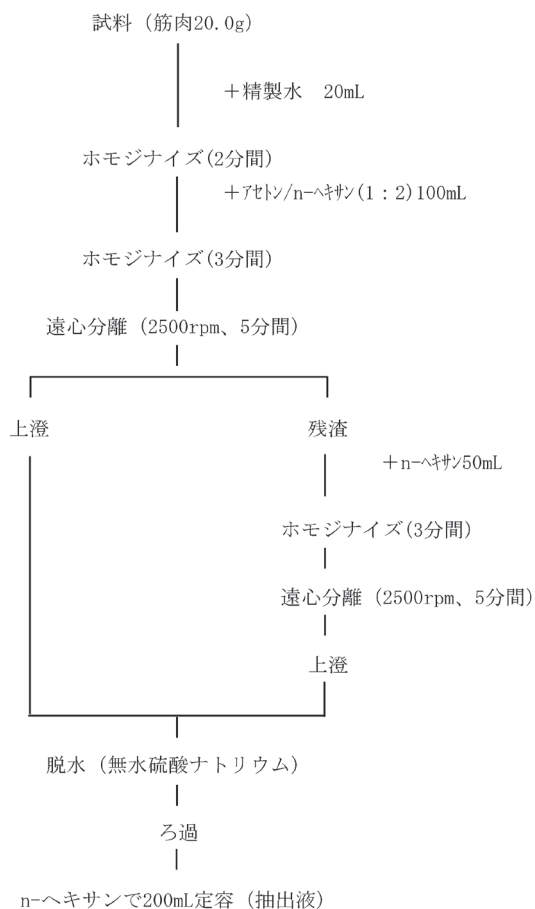 試料（筋肉20.0g）
＋精製水　20mL
ホモジナイズ(2分間)
＋ｱｾﾄﾝ/n-ﾍｷｻﾝ(1：2)100mL
ホモジナイズ(3分間)
遠心分離（2500rpm、5分間）
上澄
残渣
＋n-ﾍｷｻﾝ50mL
ホモジナイズ(3分間)
遠心分離（2500rpm、5分間）
上澄
脱水（無水硫酸ナトリウム）
ろ過
n-ヘキサンで200mL定容（抽出液）